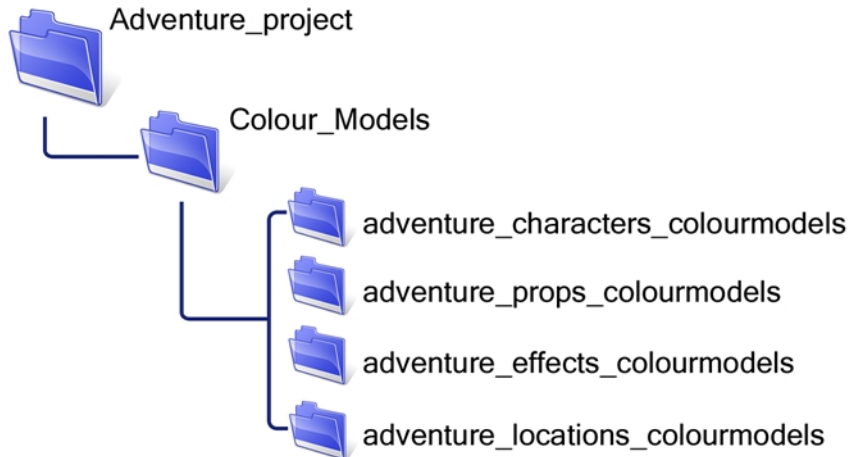 Adventure_project
Colour_Models
adventure_characters_colourmodels
adventure_props_colourmodels
adventure_effects_colourmodels
adventure_locations_colourmodels